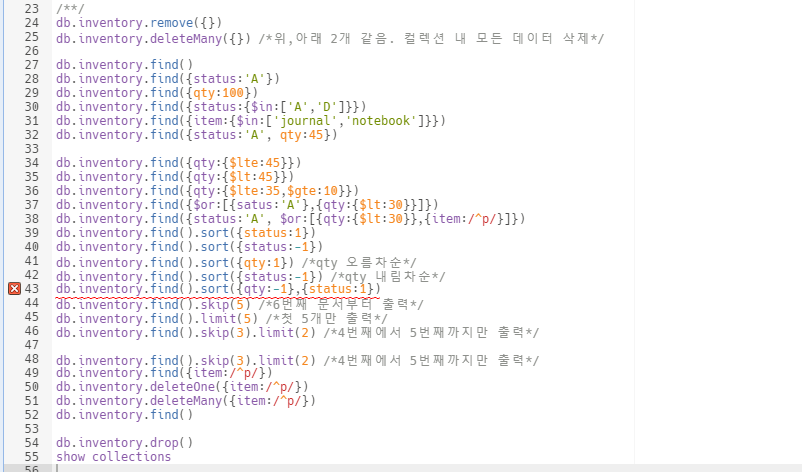 23 /**/
24 db.inventory.remove({})
25 db.inventory.deleteMany({}) /*위,아래 2개 같음. 컬렉션 내 모든 데이터 삭제*/
26
27 db.inventory.find()
28 db.inventory.find({status:'A'})
29 db.inventory.find({qty:100})
30 db.inventory.find({status:{$in:['A','D']}})
31 db.inventory.find({item:{$in:['journal','notebook']}})
32 db.inventory.find({status:'A', qty:45})
33
34 db.inventory.find({qty:{$lte:45}})
35 db.inventory.find({qty:{$lt:45}})
36 db.inventory.find({qty:{$lte:35,$gte:10}})
37 db.inventory.find({$or:[{satus:'A'},{qty:{$lt:30}}]})
38 db.inventory.find({status:'A', $or:[{qty:{$lt:30}},{item:/^p/}]})
39 db.inventory.find().sort({status:1})
40 db.inventory.find().sort({status:-1})
41 db.inventory.find().sort({qty:1}) /*qty 오름차순*/
42 db.inventory.find().sort({status:-1}) /*qty 내림차순*/
43 db.inventory.find().sort({qty:-1},{status:1})
44 db.inventory.find().skip(5) /*6번째 문서부터 출력*/
45 db.inventory.find().limit(5) /*첫 5개만 출력*/
46 db.inventory.find().skip(3).limit(2) /*4번째에서 5번째까지만 출력*/
47
48 db.inventory.find().skip(3).limit(2) /*4번째에서 5번째까지만 출력*/
49 db.inventory.find({item:/^p/})
50 db.inventory.deleteOne({item:/^p/})
51 db.inventory.deleteMany({item:/^p/})
52 db.inventory.find()
53
54 db.inventory.drop()
55 show collections
56